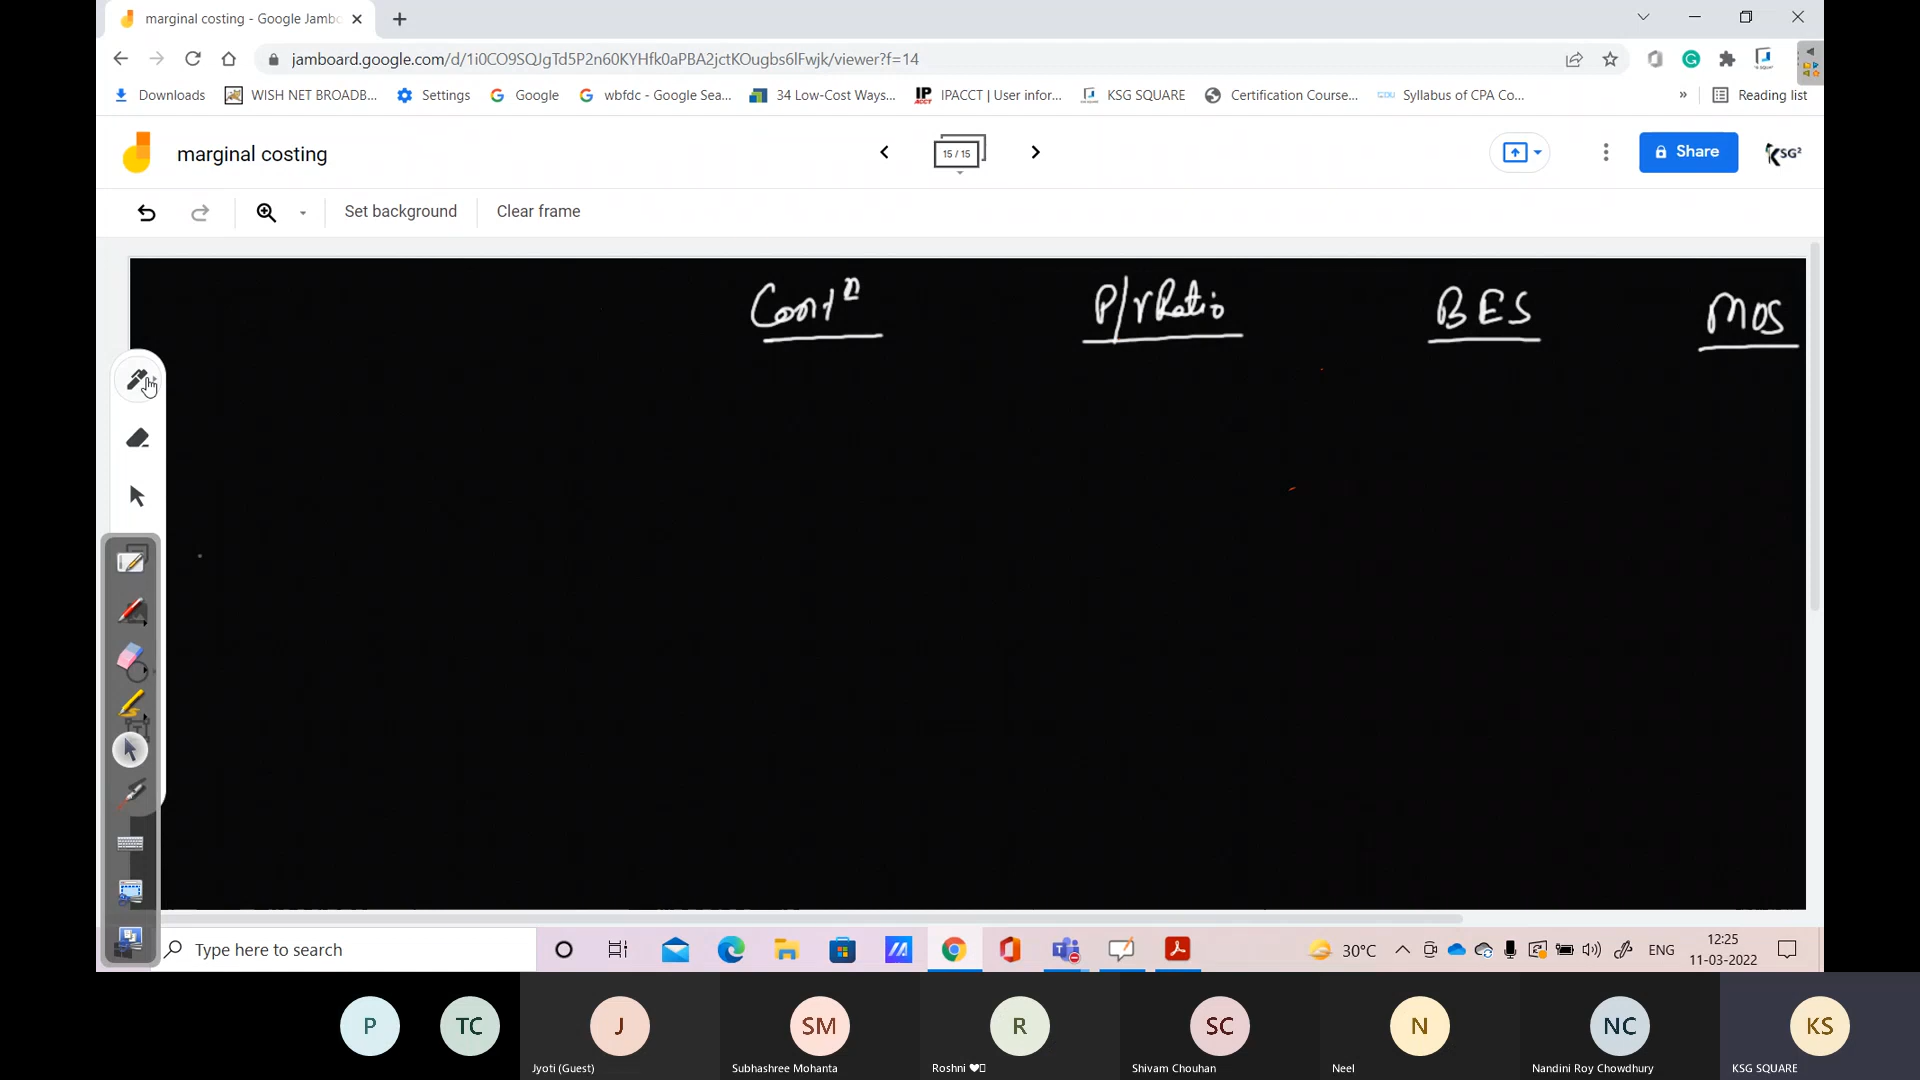 marginal costing - Google Jambo
jamboard.google.com/d/1i0CO9SQJgTd5P2n60KYHfk0aPBA2jctKOugbs6lFwjk/viewer?f=14
Downloads WISH NET BROADB... Settings Google wbfdc - Google Sea... 34 Low-Cost Ways... IP ACCT IPACCT | User infor... KSG SQUARE Certification Course... Syllabus of CPA Co... » Reading list
marginal costing 15 / 15 Share KSG²
Set background Clear frame
Contⁿ P/V Ratio BES MOS
Type here to search 30°C ENG 12:25
11-03-2022
P TC J SM R SC N NC KS
Jyoti (Guest) Subhashree Mohanta Roshni ❤ Shivam Chouhan Neel Nandini Roy Chowdhury KSG SQUARE